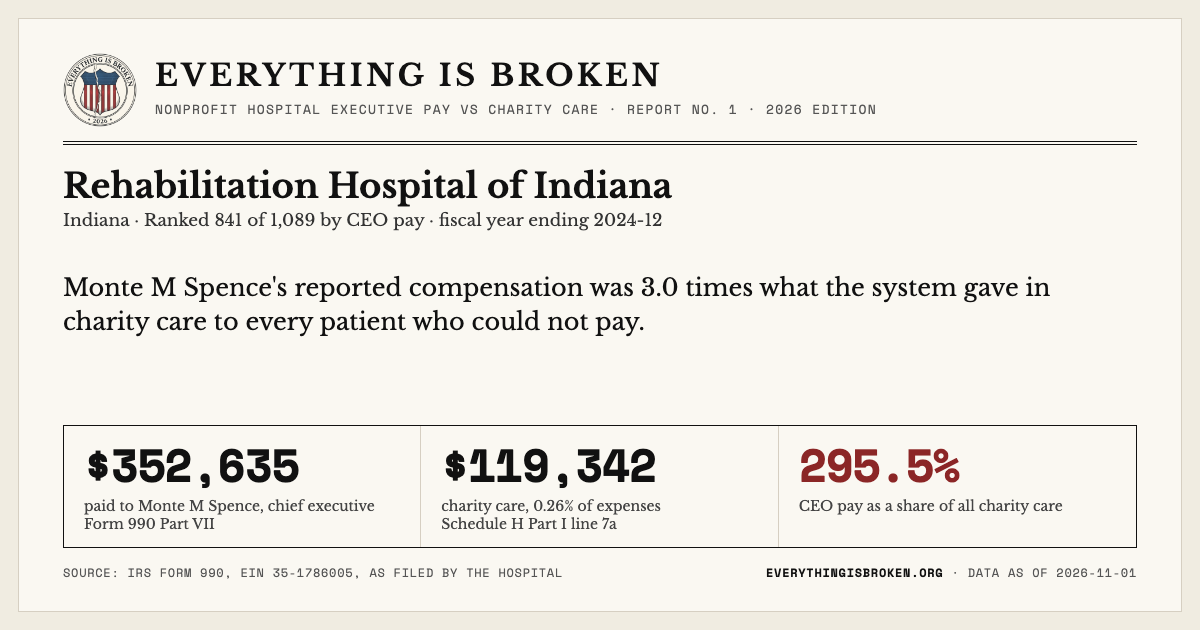 EVERYTHING IS BROKEN
· 2026 ·
EVERYTHING IS BROKEN
NONPROFIT HOSPITAL EXECUTIVE PAY VS CHARITY CARE · REPORT NO. 1 · 2026 EDITION
Rehabilitation Hospital of Indiana
Indiana · Ranked 841 of 1,089 by CEO pay · fiscal year ending 2024-12
Monte M Spence's reported compensation was 3.0 times what the system gave in
charity care to every patient who could not pay.
$352,635
paid to Monte M Spence, chief executive
Form 990 Part VII
$119,342
charity care, 0.26% of expenses
Schedule H Part I line 7a
295.5%
CEO pay as a share of all charity care
SOURCE: IRS FORM 990, EIN 35-1786005, AS FILED BY THE HOSPITAL
EVERYTHINGISBROKEN.ORG · DATA AS OF 2026-11-01